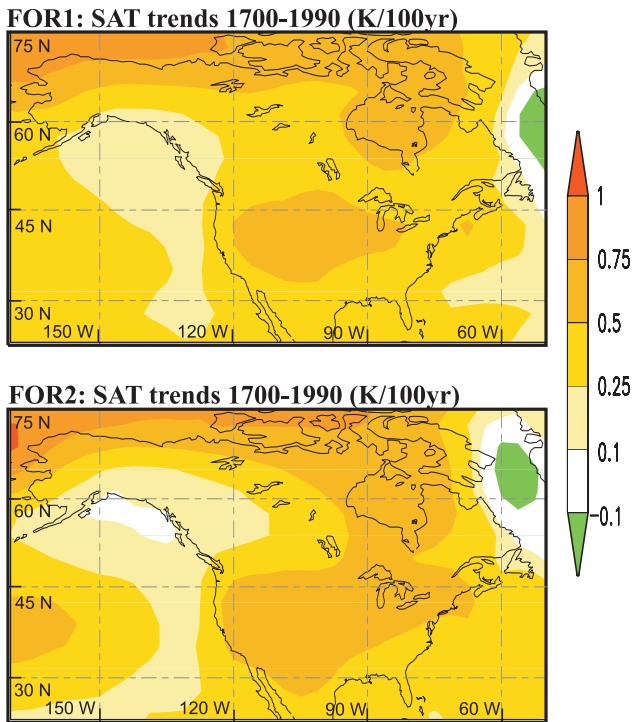 FOR1: SAT trends 1700-1990 (K/100yr)
75 N
60 N
45 N
30 N
150 W
120 W
90 W
60 W
1
0.75
0.5
0.25
0.1
-0.1
FOR2: SAT trends 1700-1990 (K/100yr)
75 N
60 N
45 N
30 N
150 W
120 W
90 W
60 W